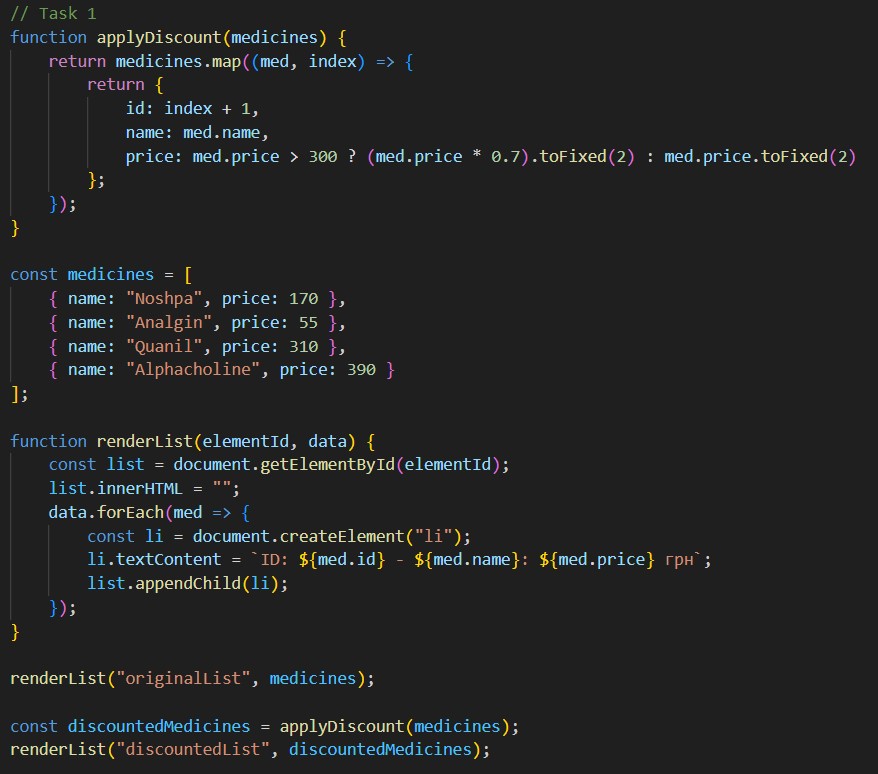 // Task 1
function applyDiscount(medicines) {
    return medicines.map((med, index) => {
        return {
            id: index + 1,
            name: med.name,
            price: med.price > 300 ? (med.price * 0.7).toFixed(2) : med.price.toFixed(2)
        };
    });
}

const medicines = [
    { name: "Noshpa", price: 170 },
    { name: "Analgin", price: 55 },
    { name: "Quanil", price: 310 },
    { name: "Alphacholine", price: 390 }
];

function renderList(elementId, data) {
    const list = document.getElementById(elementId);
    list.innerHTML = "";
    data.forEach(med => {
        const li = document.createElement("li");
        li.textContent = `ID: ${med.id} - ${med.name}: ${med.price} грн`;
        list.appendChild(li);
    });
}

renderList("originalList", medicines);

const discountedMedicines = applyDiscount(medicines);
renderList("discountedList", discountedMedicines);